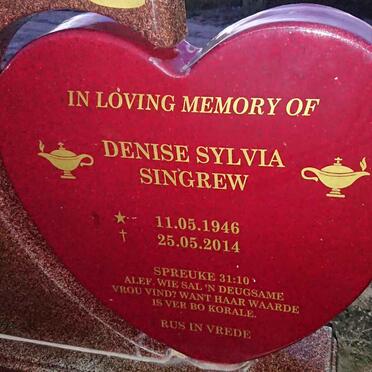 IN LOVING MEMORY OF
DENISE SYLVIA
SINGREW
★ 11.05.1946
† 25.05.2014
SPREUKE 31:10
ALEF. WIE SAL 'N DEUGSAME
VROU VIND? WANT HAAR WAARDE
IS VER BO KORALE.
RUS IN VREDE